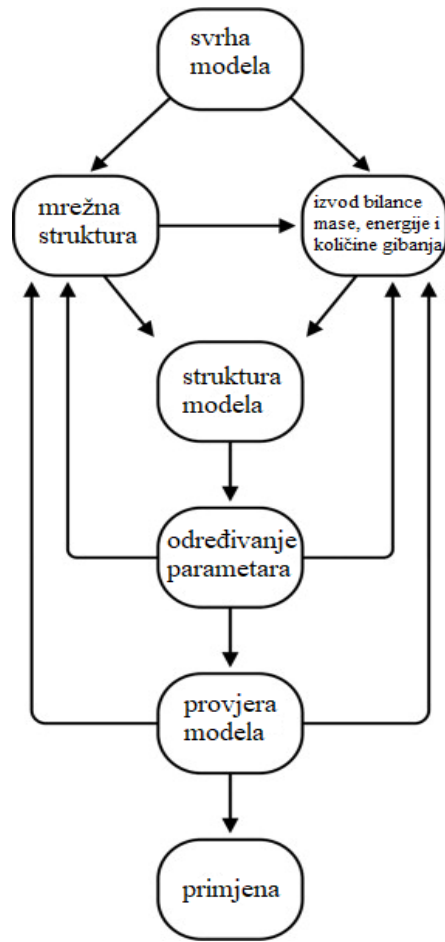 svrha
modela
mrežna
struktura
izvod bilance
mase, energije i
količine gibanja
struktura
modela
određivanje
parametara
provjera
modela
primjena